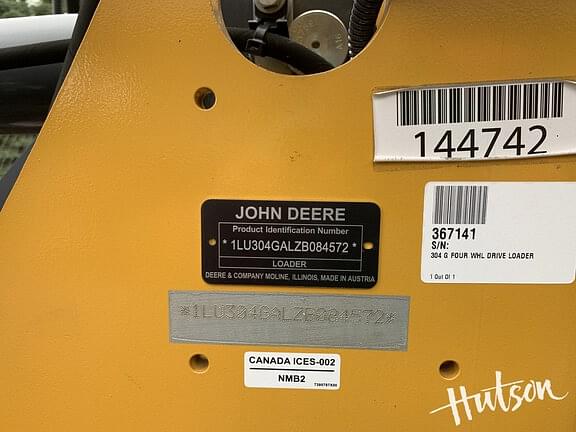 144742
JOHN DEERE
Product Identification Number
* 1LU304GALZB084572 *
LOADER
DEERE & COMPANY MOLINE, ILLINOIS, MADE IN AUSTRIA
367141
S/N:
304 G FOUR WHL DRIVE LOADER
1 Out Of 1
*1LU304GALZB084572*
CANADA ICES-002
NMB2
Hutson